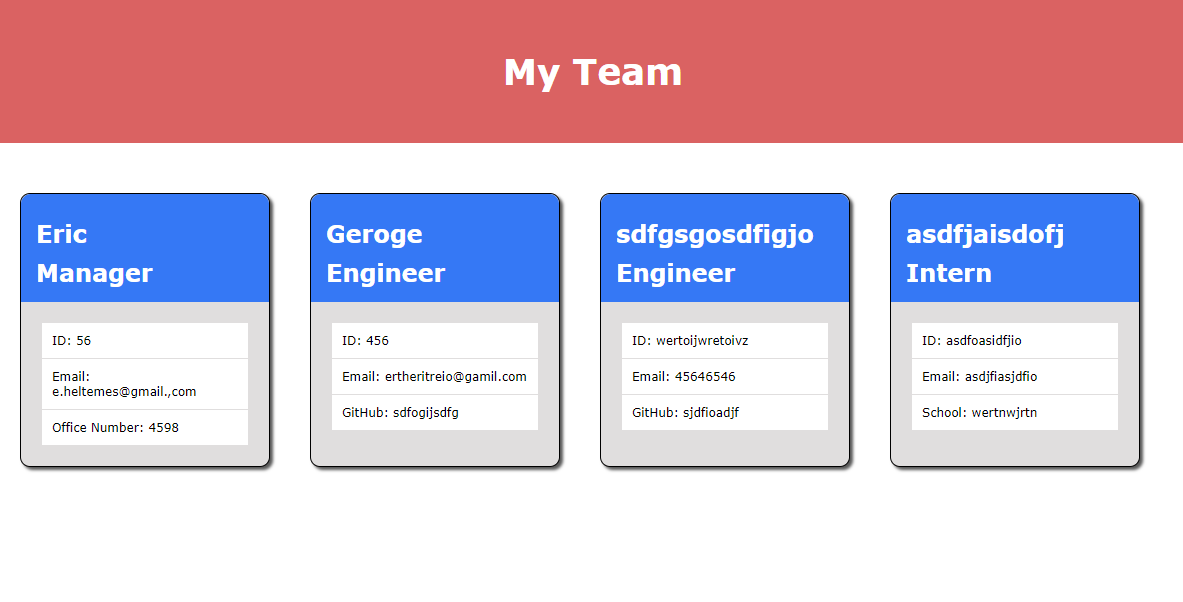 My Team
Eric
Manager
ID: 56
Email:
e.heltemes@gmail.,com
Office Number: 4598
Geroge
Engineer
ID: 456
Email: ertheritreio@gamil.com
GitHub: sdfogijsdfg
sdfgsgosdfigjo
Engineer
ID: wertoijwretoivz
Email: 45646546
GitHub: sjdfioadjf
asdfjaisdofj
Intern
ID: asdfoasidfjio
Email: asdjfiasjdfio
School: wertnwjrtn